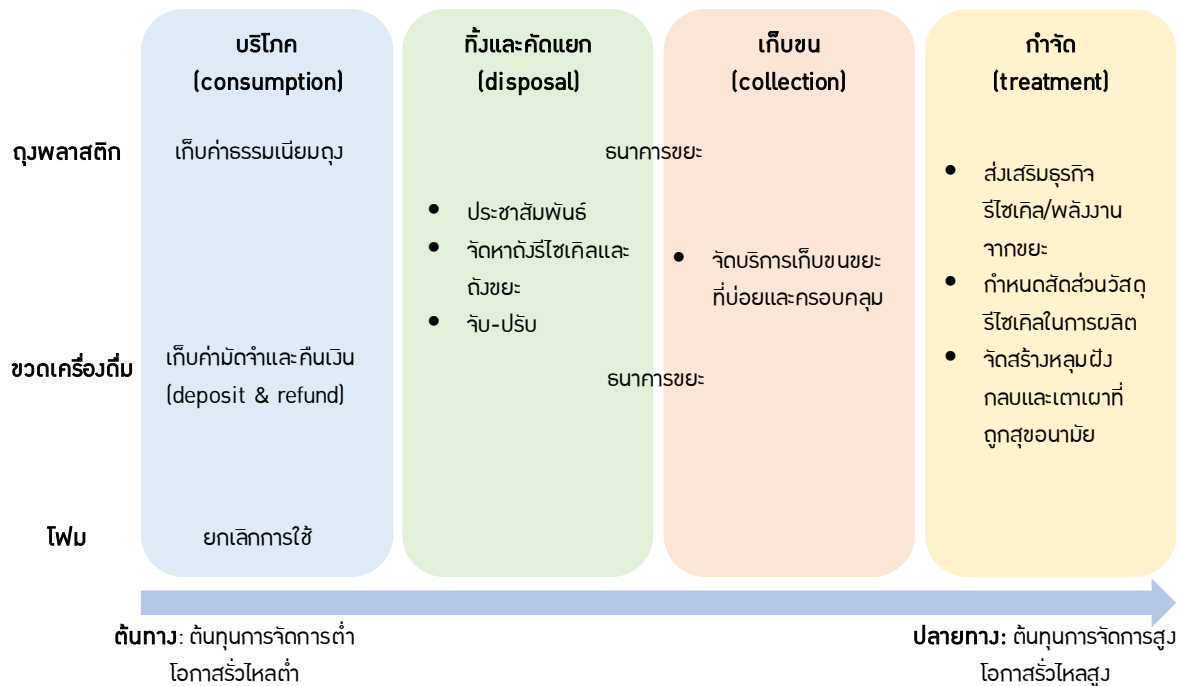 บริโภค
(consumption)
ทิ้งและคัดแยก
(disposal)
เก็บขน
(collection)
กำจัด
(treatment)
ถุงพลาสติก
เก็บค่าธรรมเนียมถุง
ธนาคารขยะ
• ประชาสัมพันธ์
• จัดหาถังรีไซเคิลและ
ถังขยะ
• จับ-ปรับ
• จัดบริการเก็บขนขยะ
ที่บ่อยและครอบคลุม
• ส่งเสริมธุรกิจ
รีไซเคิล/พลังงาน
จากขยะ
• กำหนดสัดส่วนวัสดุ
รีไซเคิลในการผลิต
• จัดสร้างหลุมฝัง
กลบและเตาเผาที่
ถูกสุขอนามัย
ขวดเครื่องดื่ม
เก็บค่ามัดจำและคืนเงิน
(deposit & refund)
ธนาคารขยะ
โฟม
ยกเลิกการใช้
ต้นทาง: ต้นทุนการจัดการต่ำ
โอกาสรั่วไหลต่ำ
ปลายทาง: ต้นทุนการจัดการสูง
โอกาสรั่วไหลสูง